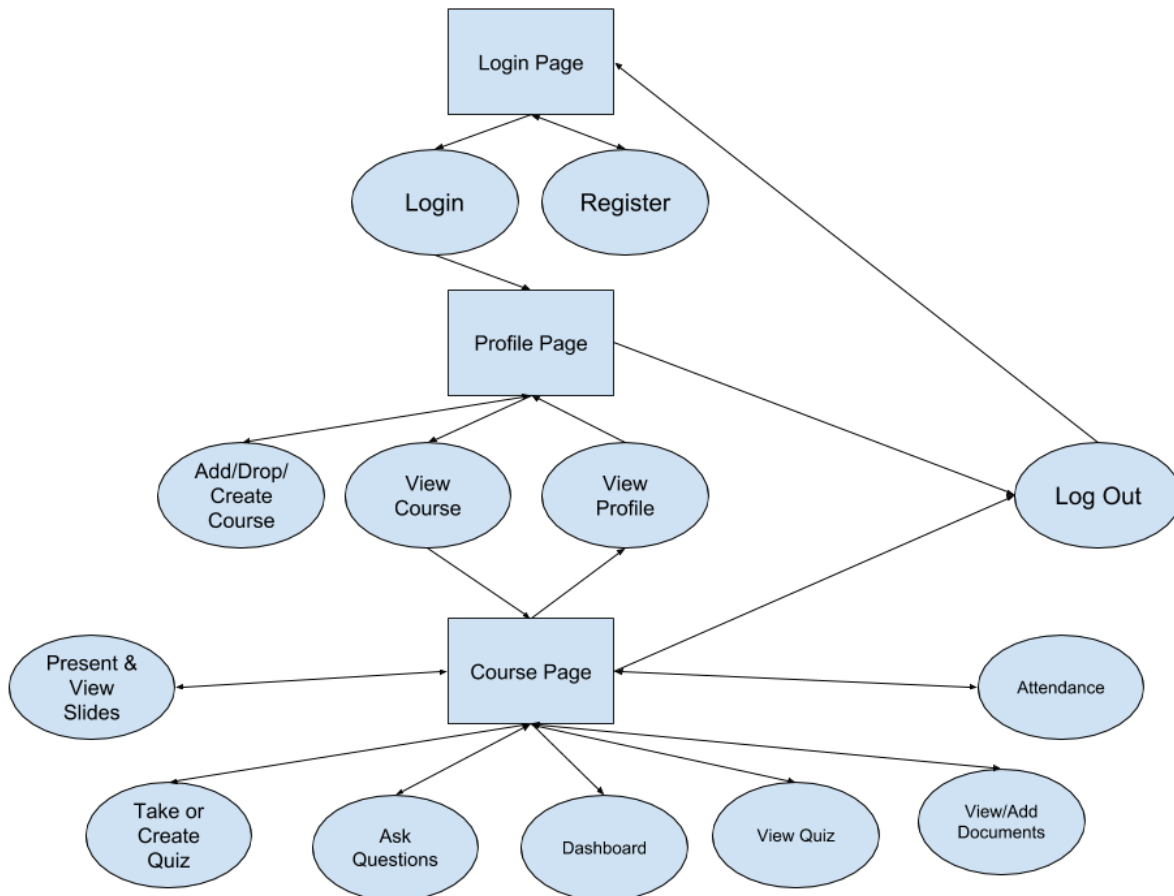 Login Page
Login
Register
Profile Page
Add/Drop/
Create
Course
View
Course
View
Profile
Log Out
Present &
View
Slides
Course Page
Attendance
Take or
Create
Quiz
Ask
Questions
Dashboard
View Quiz
View/Add
Documents